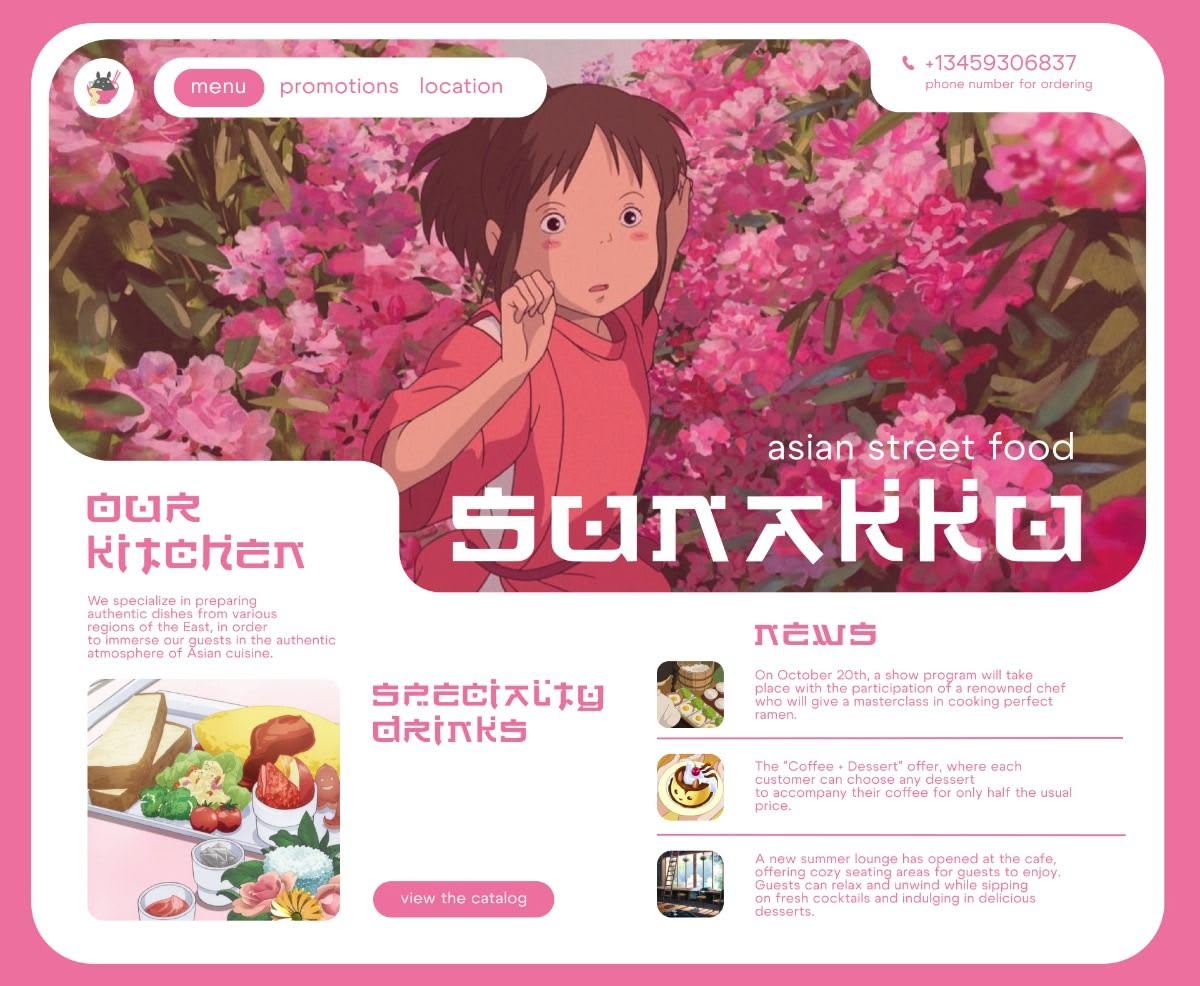 menu
promotions
location
+13459306837
phone number for ordering
asian street food
sunakku
our
kitchen
We specialize in preparing
authentic dishes from various
regions of the East, in order
to immerse our guests in the authentic
atmosphere of Asian cuisine.
specialty
drinks
view the catalog
news
On October 20th, a show program will take
place with the participation of a renowned chef
who will give a masterclass in cooking perfect
ramen.
The "Coffee + Dessert" offer, where each
customer can choose any dessert
to accompany their coffee for only half the usual
price.
A new summer lounge has opened at the cafe,
offering cozy seating areas for guests to enjoy.
Guests can relax and unwind while sipping
on fresh cocktails and indulging in delicious
desserts.